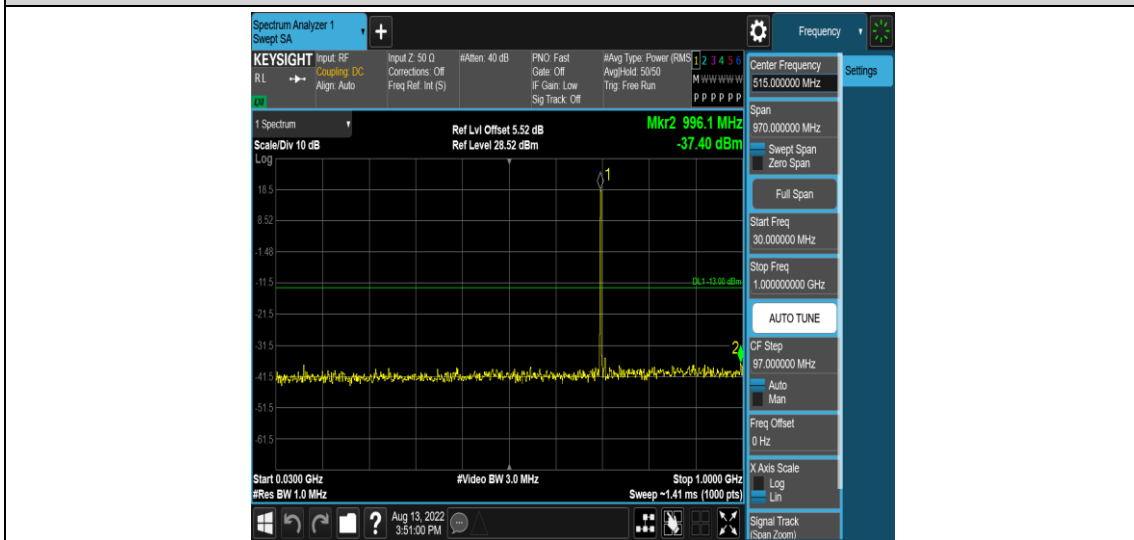 Spectrum Analyzer 1
Swept SA
+
Frequency
KEYSIGHT
RL
LXI
Input: RF
Coupling: DC
Align: Auto
Input Z: 50 Ω
Corrections: Off
Freq Ref: Int (S)
#Atten: 40 dB
PNO: Fast
Gate: Off
IF Gain: Low
Sig Track: Off
#Avg Type: Power (RMS
Avg|Hold: 50/50
Trig: Free Run
1 2 3 4 5 6
M W W W W W
P P P P P P
Center Frequency
515.000000 MHz
Settings
1 Spectrum
Scale/Div 10 dB
Ref Lvl Offset 5.52 dB
Ref Level 28.52 dBm
Mkr2 996.1 MHz
-37.40 dBm
Log
18.5
8.52
-1.48
-11.5
-21.5
-31.5
-41.5
-51.5
-61.5
1
DL1 -13.00 dBm
2
Start 0.0300 GHz
#Res BW 1.0 MHz
#Video BW 3.0 MHz
Stop 1.0000 GHz
Sweep ~1.41 ms (1000 pts)
Span
970.000000 MHz
Swept Span
Zero Span
Full Span
Start Freq
30.000000 MHz
Stop Freq
1.000000000 GHz
AUTO TUNE
CF Step
97.000000 MHz
Auto
Man
Freq Offset
0 Hz
X Axis Scale
Log
Lin
Signal Track
(Span Zoom)
?
Aug 13, 2022
3:51:00 PM